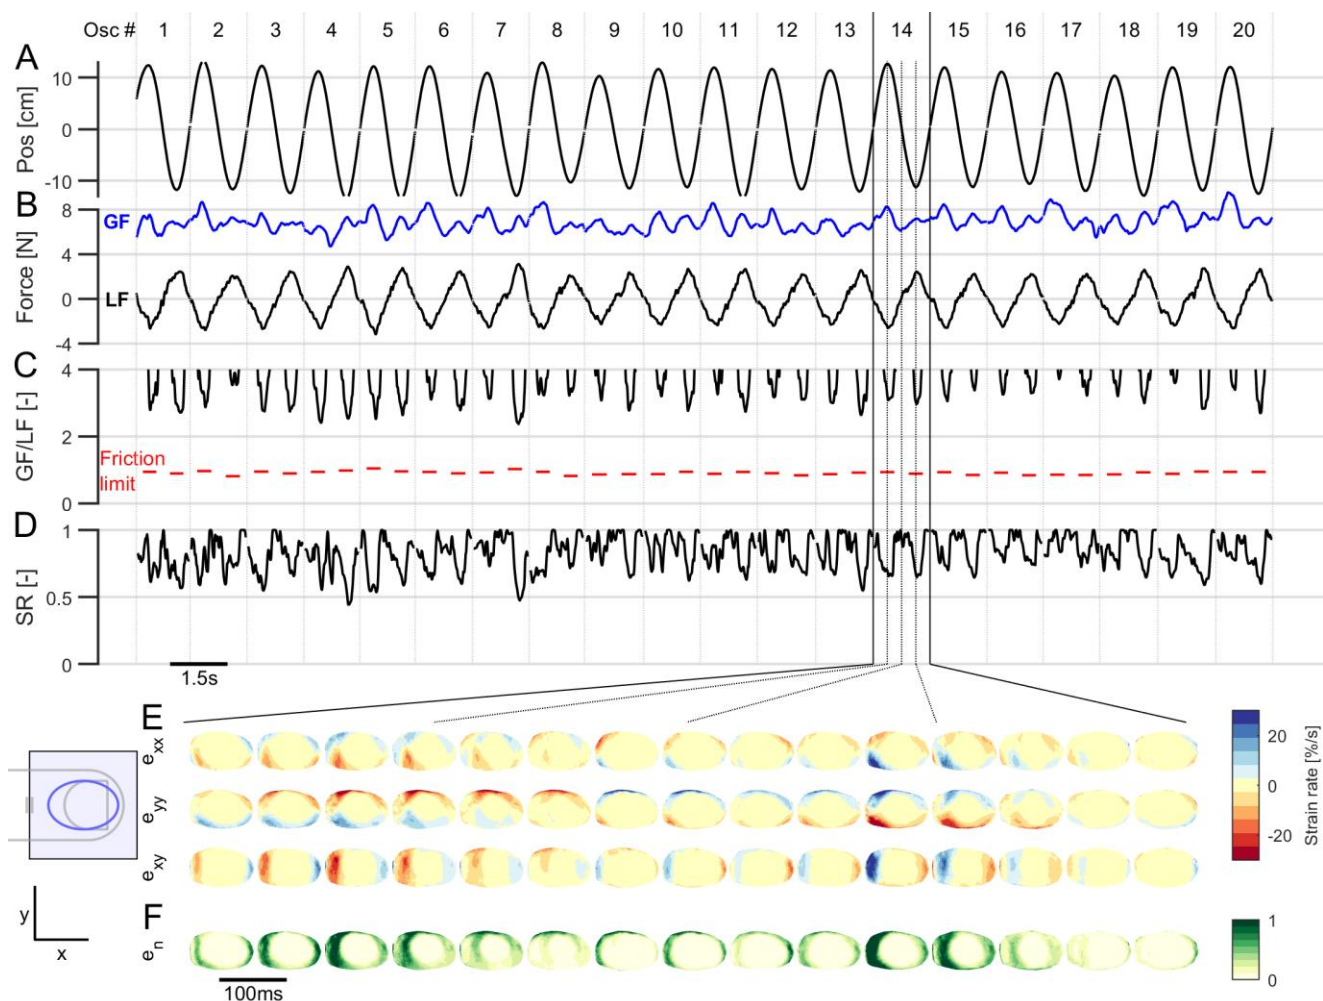 Osc # 1 2 3 4 5 6 7 8 9 10 11 12 13 14 15 16 17 18 19 20
A
Pos [cm]
10
0
-10
B
Force [N]
8
4
0
-4
GF
LF
C
GF/LF [-]
4
2
0
Friction
limit
D
SR [-]
1
0.5
0
1.5s
E
e xx
e yy
e xy
F
e n
100ms
y
x
20
0
-20
Strain rate [%/s]
1
0